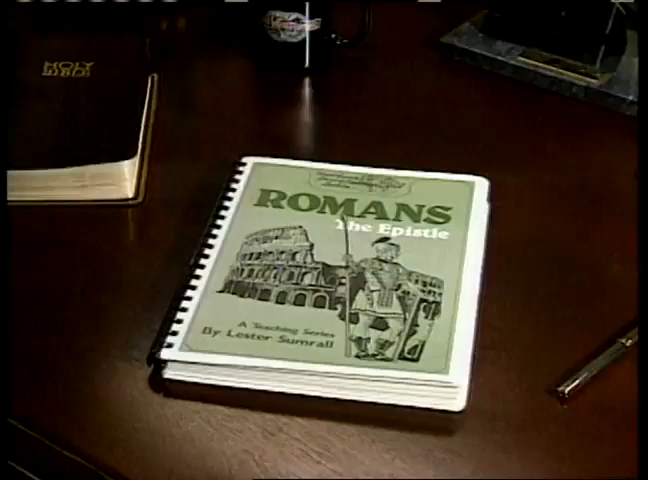 HOLY
BIBLE
ROMANS
The Epistle
A Teaching Series
By Lester Sumrall